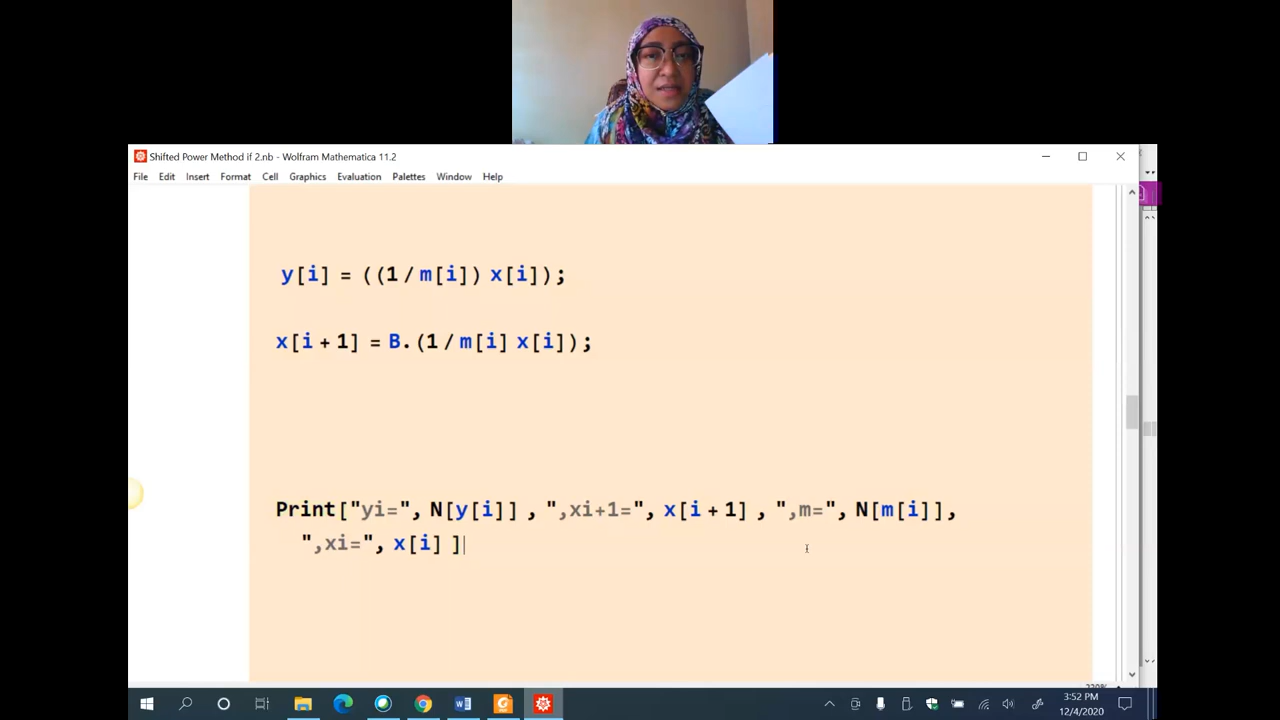 Shifted Power Method if 2.nb - Wolfram Mathematica 11.2
File Edit Insert Format Cell Graphics Evaluation Palettes Window Help
y[i] = ((1/m[i]) x[i]);
x[i+1] = B.(1/m[i] x[i]);
Print["yi=", N[y[i]] , ",xi+1=", x[i+1] , ",m=", N[m[i]],
",xi=", x[i] ]
3:52 PM
12/4/2020